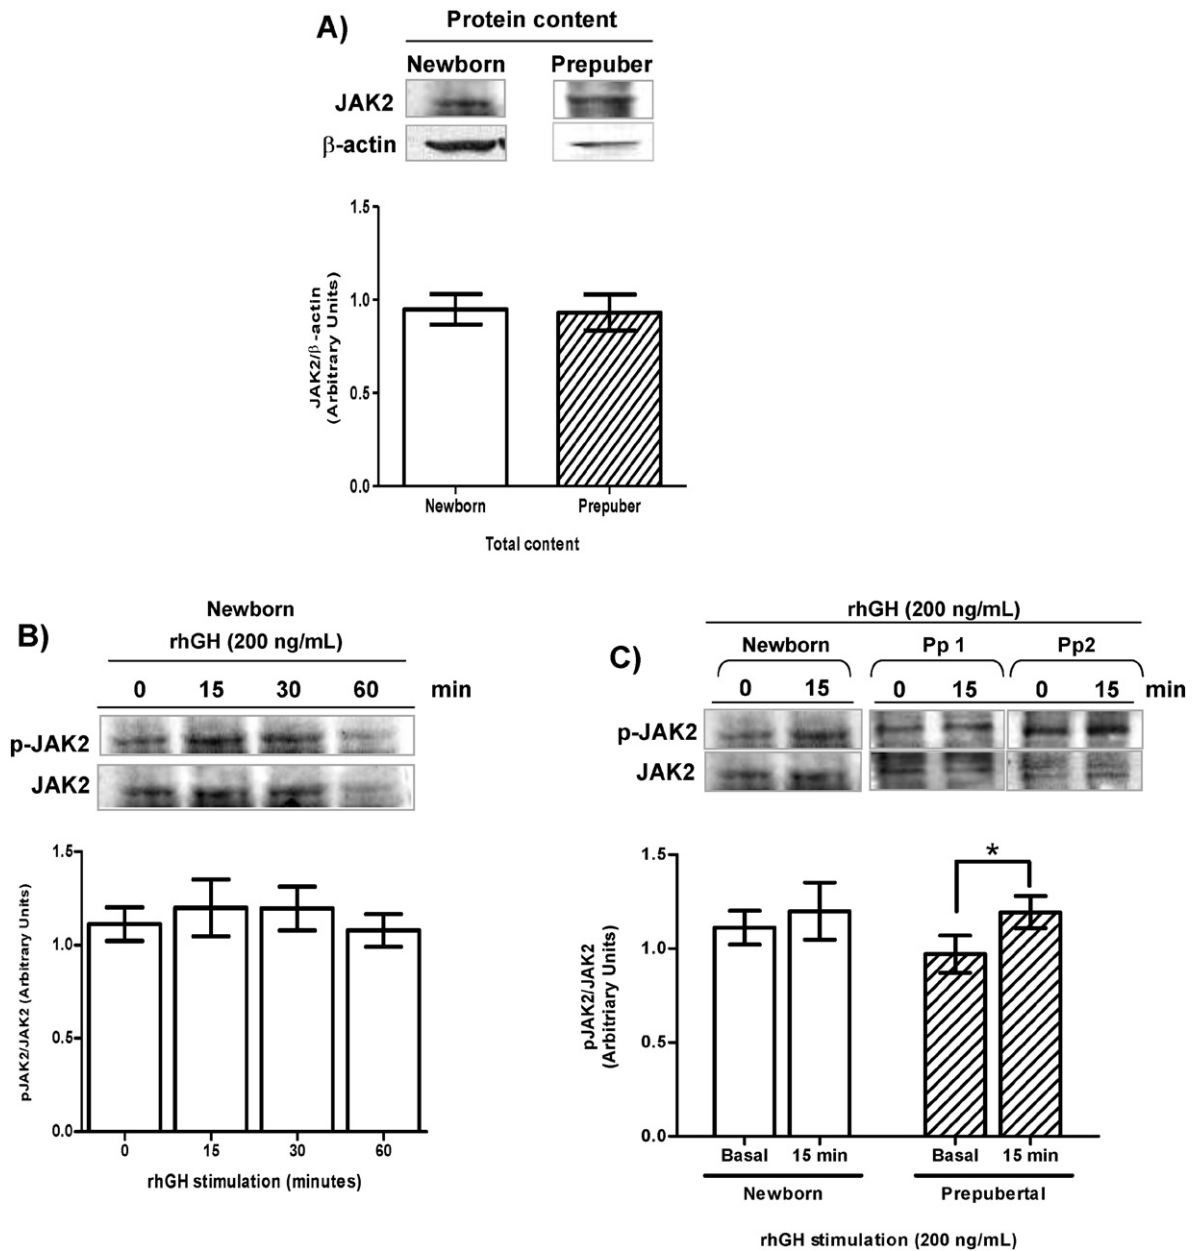 A)
Protein content
Newborn Prepuber
JAK2
β-actin
1.5
1.0
0.5
0.0
JAK2/β-actin
(Arbitrary Units)
Newborn Prepuber
Total content
B)
Newborn
rhGH (200 ng/mL)
0 15 30 60 min
p-JAK2
JAK2
1.5
1.0
0.5
0.0
pJAK2/JAK2 (Arbitrary Units)
0 15 30 60
rhGH stimulation (minutes)
C)
rhGH (200 ng/mL)
Newborn Pp 1 Pp2
0 15 0 15 0 15 min
p-JAK2
JAK2
1.5
1.0
0.5
0.0
pJAK2/JAK2
(Arbitriary Units)
*
Basal 15 min Basal 15 min
Newborn Prepubertal
rhGH stimulation (200 ng/mL)